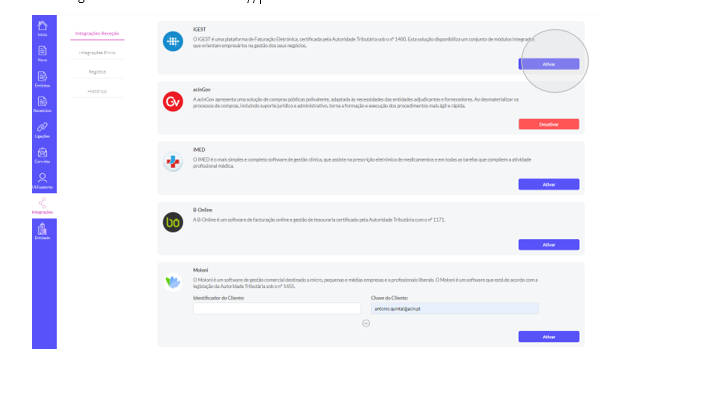 Início
Novo
Emitidos
Recebidos
Ligações
Convites
Utilizadores
Integrações
Entidade
Integrações Receção
Integrações Envio
Registos
Histórico
iGEST
O iGEST é uma plataforma de Faturação Eletrónica, certificada pela Autoridade Tributária sob o nº 1400. Esta solução disponibiliza um conjunto de módulos integrados
que orientam empresários na gestão dos seus negócios.
Ativar
acinGov
A acinGov apresenta uma solução de compras públicas polivalente, adaptada às necessidades das entidades adjudicantes e fornecedores. Ao desmaterializar os
processos de compras, incluindo suporte jurídico e administrativo, torna a formação e execução dos procedimentos mais ágil e rápida.
Desativar
iMED
O iMED é o mais simples e completo software de gestão clínica, que assiste na prescrição eletrónica de medicamentos e em todas as tarefas que compõem a atividade
profissional médica.
Ativar
B-Online
A B-Online é um software de facturação online e gestão de tesouraria certificado pela Autoridade Tributária com o nº 1171.
Ativar
Moloni
O Moloni é um software de gestão comercial destinado a micro, pequenas e médias empresas e a profissionais liberais. O Moloni é um software que está de acordo com a
legislação da Autoridade Tributária sob o nº 1455.
Identificador do Cliente:
Chave do Cliente:
antonio.quintal@acin.pt
Ativar